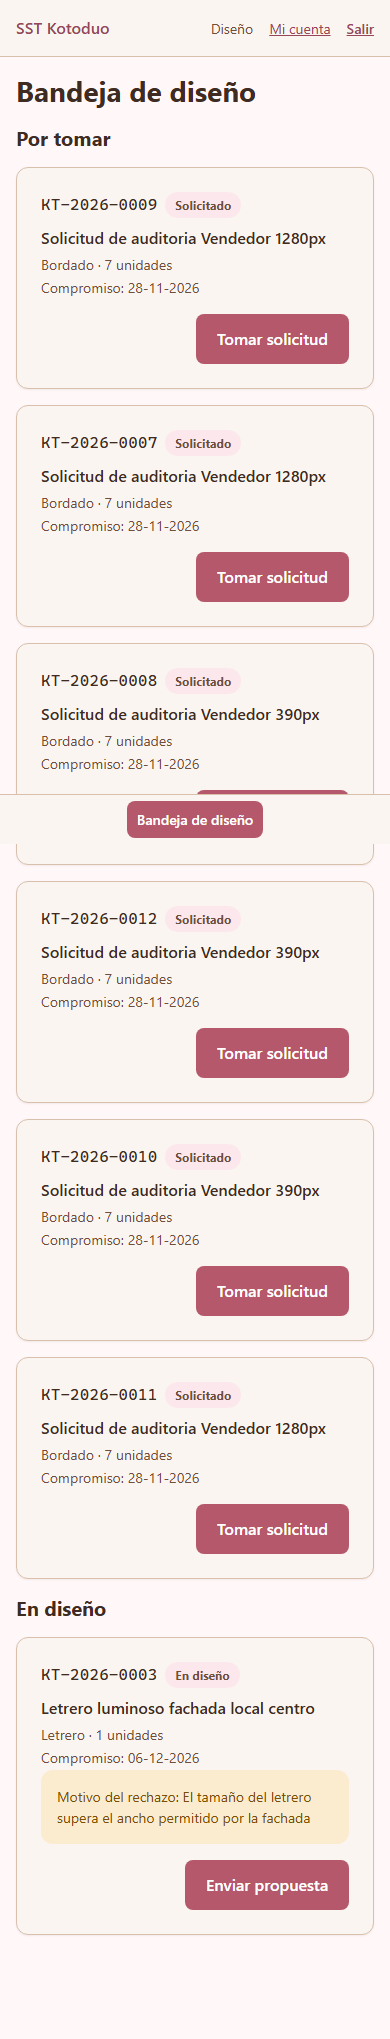 SST Kotoduo
Diseño Mi cuenta Salir
Bandeja de diseño
Por tomar
KT-2026-0009 Solicitado
Solicitud de auditoria Vendedor 1280px
Bordado · 7 unidades
Compromiso: 28-11-2026
Tomar solicitud
KT-2026-0007 Solicitado
Solicitud de auditoria Vendedor 1280px
Bordado · 7 unidades
Compromiso: 28-11-2026
Tomar solicitud
KT-2026-0008 Solicitado
Solicitud de auditoria Vendedor 390px
Bordado · 7 unidades
Compromiso: 28-11-2026
Bandeja de diseño
KT-2026-0012 Solicitado
Solicitud de auditoria Vendedor 390px
Bordado · 7 unidades
Compromiso: 28-11-2026
Tomar solicitud
KT-2026-0010 Solicitado
Solicitud de auditoria Vendedor 390px
Bordado · 7 unidades
Compromiso: 28-11-2026
Tomar solicitud
KT-2026-0011 Solicitado
Solicitud de auditoria Vendedor 1280px
Bordado · 7 unidades
Compromiso: 28-11-2026
Tomar solicitud
En diseño
KT-2026-0003 En diseño
Letrero luminoso fachada local centro
Letrero · 1 unidades
Compromiso: 06-12-2026
Motivo del rechazo: El tamaño del letrero
supera el ancho permitido por la fachada
Enviar propuesta